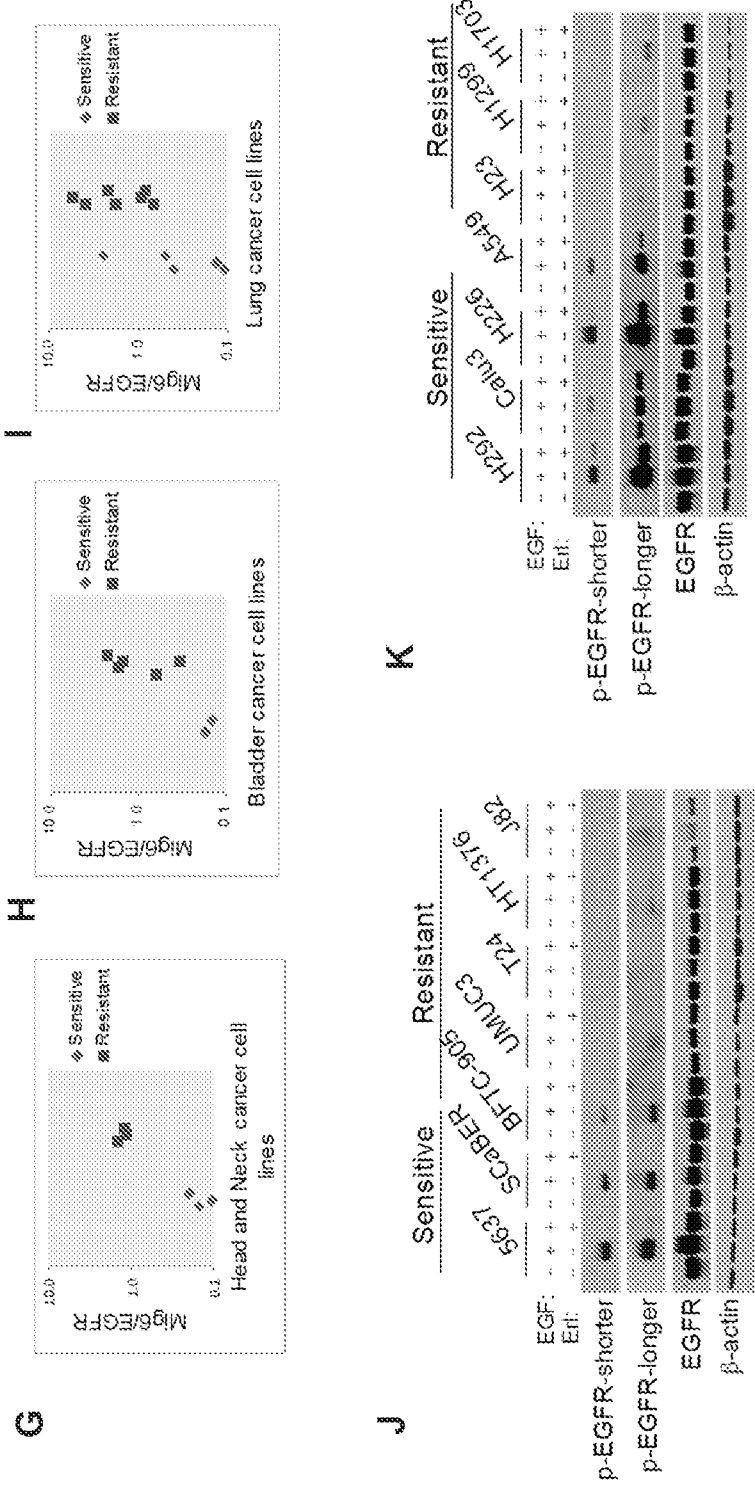 G
10.0
1.0
0.1
Mig6/EGFR
Sensitive
Resistant
Head and Neck cancer cell
lines
H
10.0
1.0
0.1
Mig6/EGFR
Sensitive
Resistant
Bladder cancer cell lines
I
10.0
1.0
0.1
Mig6/EGFR
Sensitive
Resistant
Lung cancer cell lines
J
Sensitive Resistant
5637 SCaBER BFTC-905 UMUC3 T24 HT1376 J82
EGF: - + + - + + - + + - + + - + + - + + - + +
Erl: - - + - - + - - + - - + - - + - - + - - +
p-EGFR-shorter
p-EGFR-longer
EGFR
β-actin
K
Sensitive Resistant
H292 Calu3 H226 A549 H23 H1299 H1703
EGF: - + + - + + - + + - + + - + + - + + - + +
Erl: - - + - - + - - + - - + - - + - - + - - +
p-EGFR-shorter
p-EGFR-longer
EGFR
β-actin